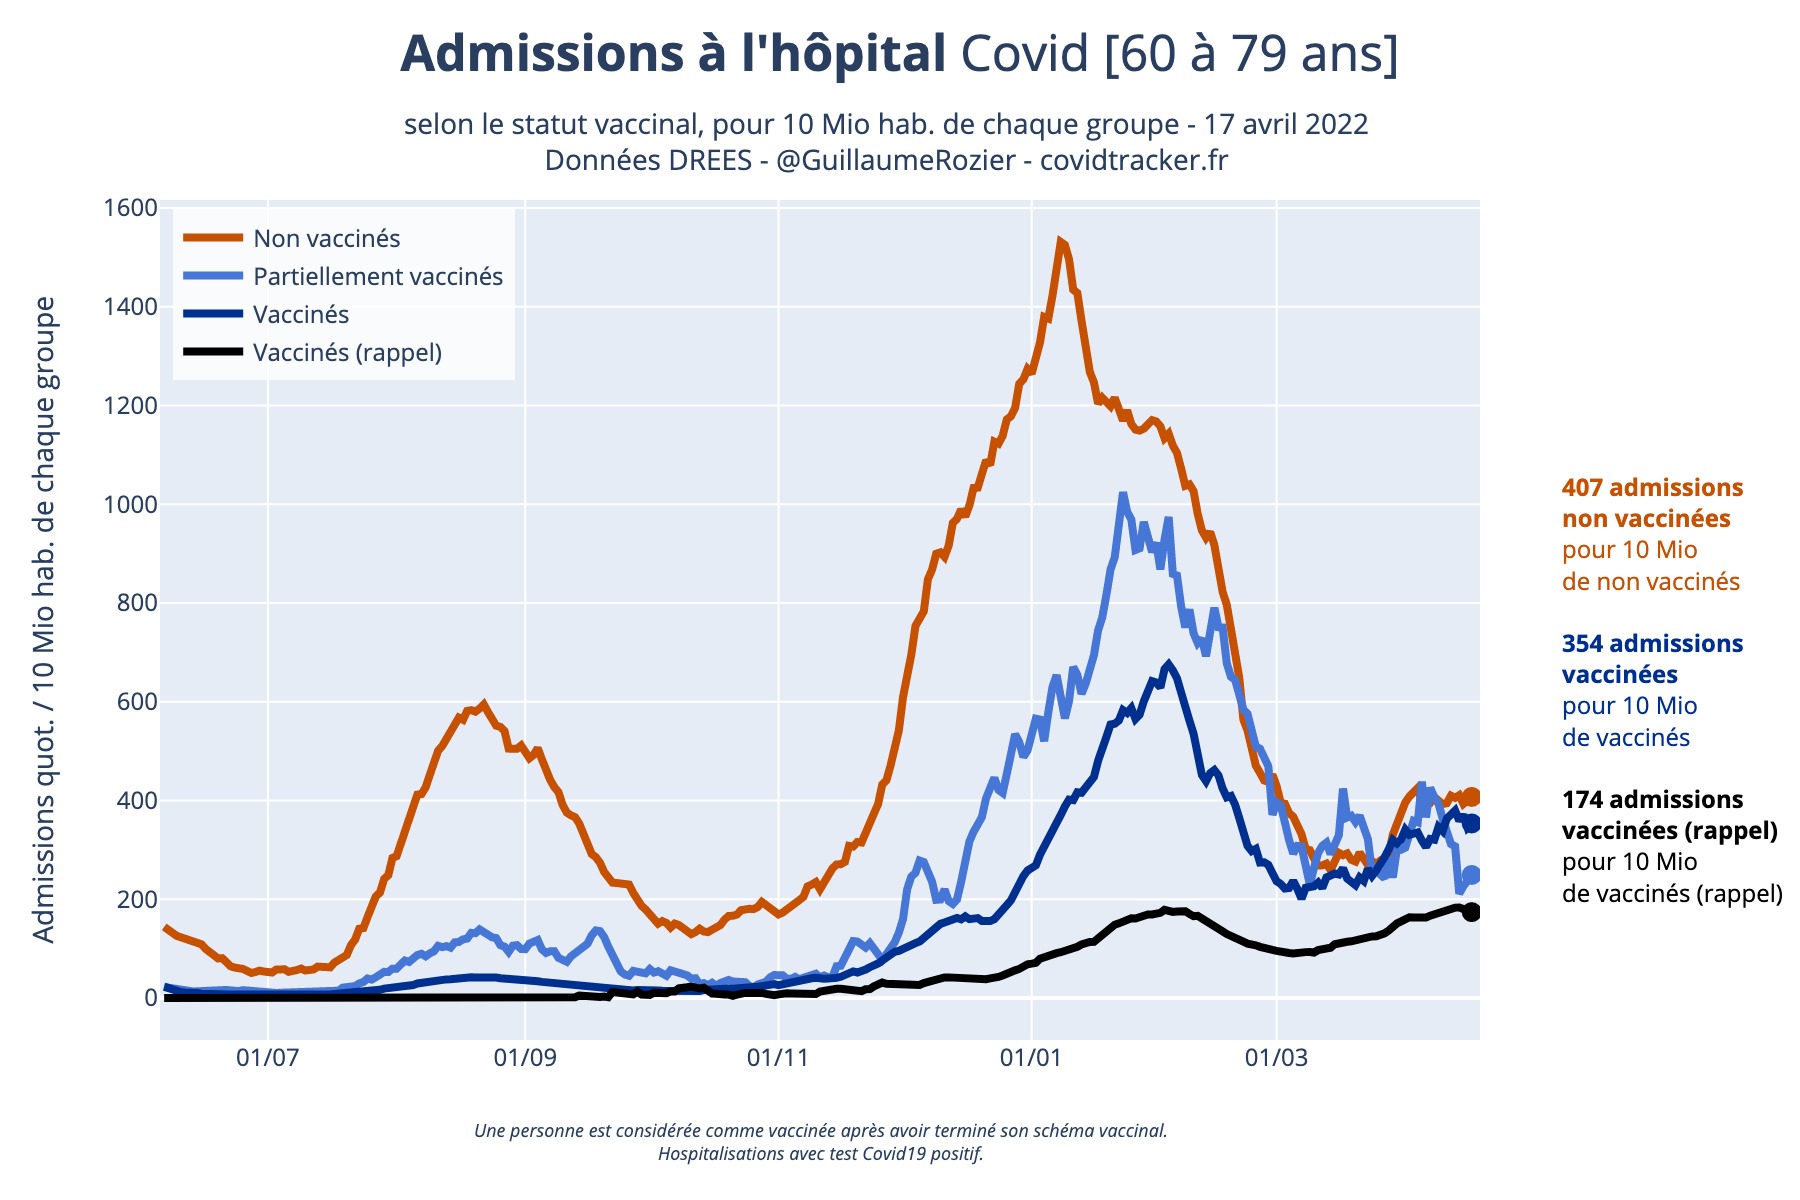 Admissions à l'hôpital Covid [60 à 79 ans]
selon le statut vaccinal, pour 10 Mio hab. de chaque groupe - 17 avril 2022
Données DREES - @GuillaumeRozier - covidtracker.fr
Admissions quot. / 10 Mio hab. de chaque groupe
1600
1400
1200
1000
800
600
400
200
0
Non vaccinés
Partiellement vaccinés
Vaccinés
Vaccinés (rappel)
01/07
01/09
01/11
01/01
01/03
407 admissions
non vaccinées
pour 10 Mio
de non vaccinés
354 admissions
vaccinées
pour 10 Mio
de vaccinés
174 admissions
vaccinées (rappel)
pour 10 Mio
de vaccinés (rappel)
Une personne est considérée comme vaccinée après avoir terminé son schéma vaccinal.
Hospitalisations avec test Covid19 positif.